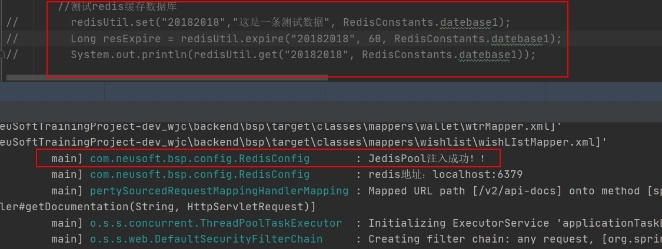 //测试redis缓存数据库
// redisUtil.set("20182018","这是一条测试数据", RedisConstants.datebase1);
// Long resExpire = redisUtil.expire("20182018", 60, RedisConstants.datebase1);
// System.out.println(redisUtil.get("20182018", RedisConstants.datebase1));
euSoftTrainingProject-dev_wjc\backend\bsp\target\classes\mappers\wallet\wtrMapper.xml]'
euSoftTrainingProject-dev_wjc\backend\bsp\target\classes\mappers\wishlist\wishLIstMapper.xml]'
main] com.neusoft.bsp.config.RedisConfig : JedisPool注入成功！！
main] com.neusoft.bsp.config.RedisConfig : redis地址：localhost:6379
main] pertySourcedRequestMappingHandlerMapping : Mapped URL path [/v2/api-docs] onto method [sp
ler#getDocumentation(String, HttpServletRequest)]
main] o.s.s.concurrent.ThreadPoolTaskExecutor : Initializing ExecutorService 'applicationTaskE
main] o.s.s.web.DefaultSecurityFilterChain : Creating filter chain: any request, [org.sprin